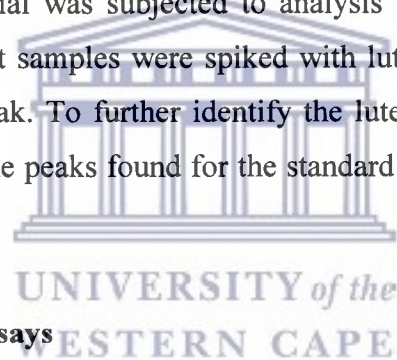 ial was subjected to analysis
t samples were spiked with lut
ak. To further identify the lute
e peaks found for the standard
UNIVERSITY of the
says
WESTERN CAPE